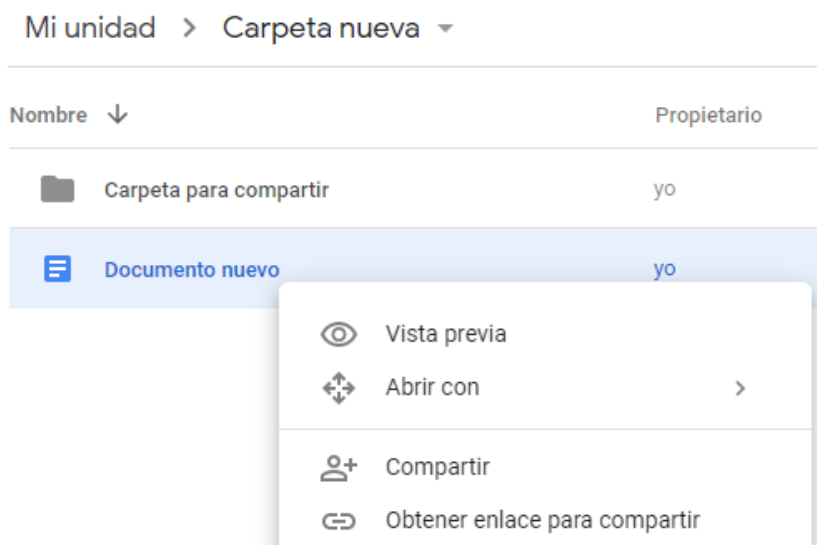 Mi unidad > Carpeta nueva
Nombre ↓ Propietario
Carpeta para compartir yo
Documento nuevo yo
Vista previa
Abrir con >
Compartir
Obtener enlace para compartir